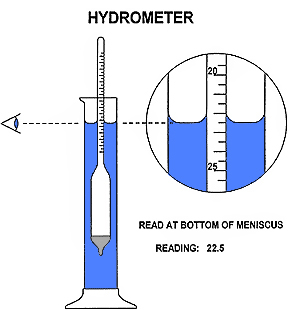 HYDROMETER
20
25
READ AT BOTTOM OF MENISCUS
READING: 22.5